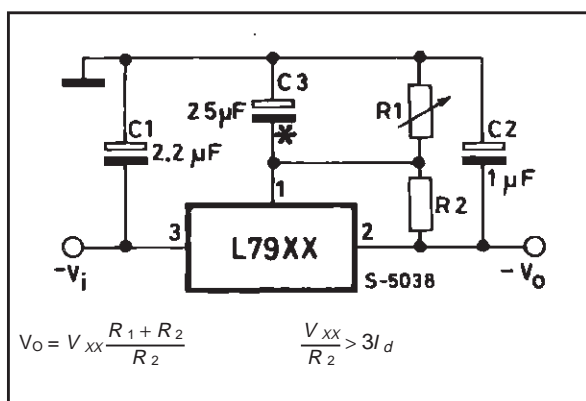 C3
25µF
*
R1
C1
2.2 µF
C2
1 µF
1
R2
3
L79XX
2
-Vi
S-5038
-Vo
VO = VXX (R1 + R2) / R2
VXX / R2 > 3Id